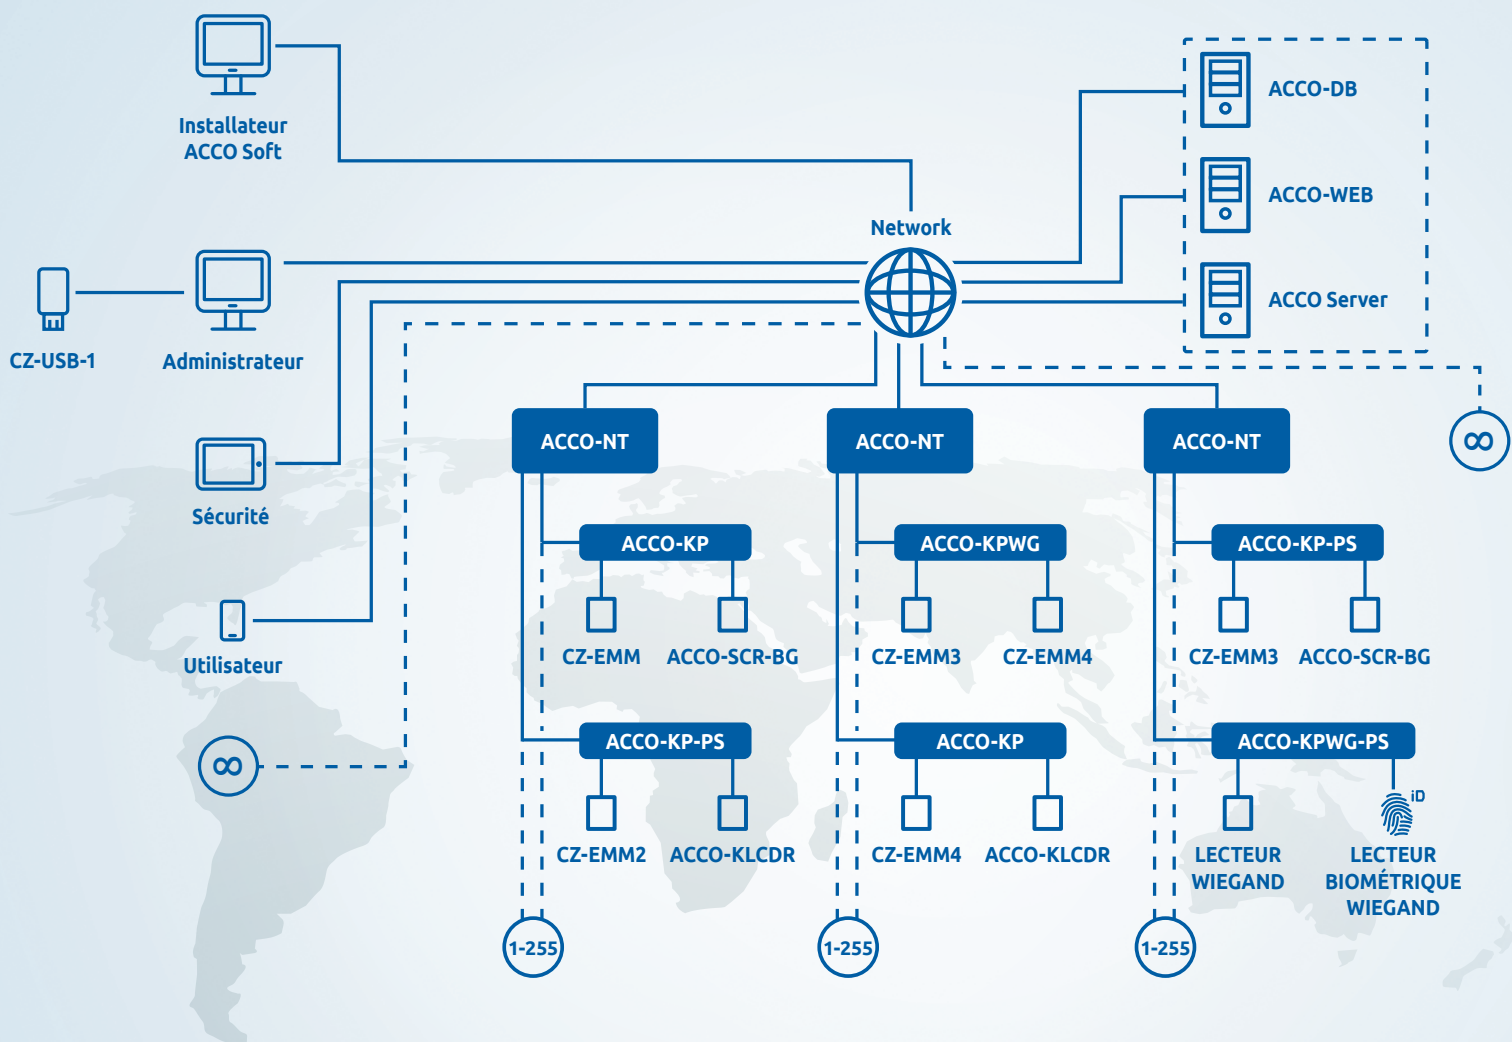 Installateur
ACCO Soft
ACCO-DB
ACCO-WEB
Network
ACCO Server
CZ-USB-1
Administrateur
Sécurité
Utilisateur
∞
∞
ACCO-NT
ACCO-NT
ACCO-NT
ACCO-KP
ACCO-KPWG
ACCO-KP-PS
CZ-EMM
ACCO-SCR-BG
CZ-EMM3
CZ-EMM4
CZ-EMM3
ACCO-SCR-BG
ACCO-KP-PS
ACCO-KP
ACCO-KPWG-PS
iD
CZ-EMM2
ACCO-KLCDR
CZ-EMM4
ACCO-KLCDR
LECTEUR
WIEGAND
LECTEUR
BIOMÉTRIQUE
WIEGAND
1-255
1-255
1-255